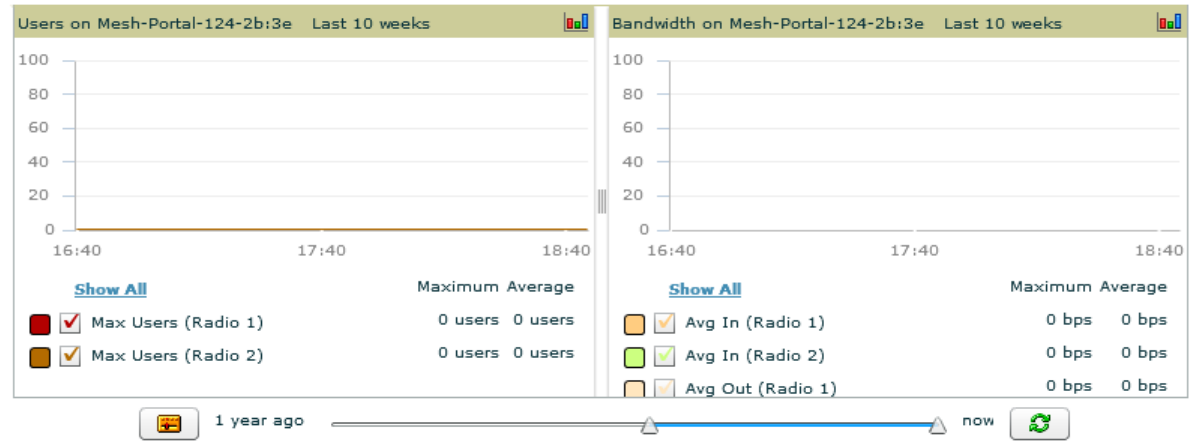 Users on Mesh-Portal-124-2b:3e Last 10 weeks
100
80
60
40
20
0
16:40 17:40 18:40
Show All Maximum Average
Max Users (Radio 1) 0 users 0 users
Max Users (Radio 2) 0 users 0 users
Bandwidth on Mesh-Portal-124-2b:3e Last 10 weeks
100
80
60
40
20
0
16:40 17:40 18:40
Show All Maximum Average
Avg In (Radio 1) 0 bps 0 bps
Avg In (Radio 2) 0 bps 0 bps
Avg Out (Radio 1) 0 bps 0 bps
1 year ago now